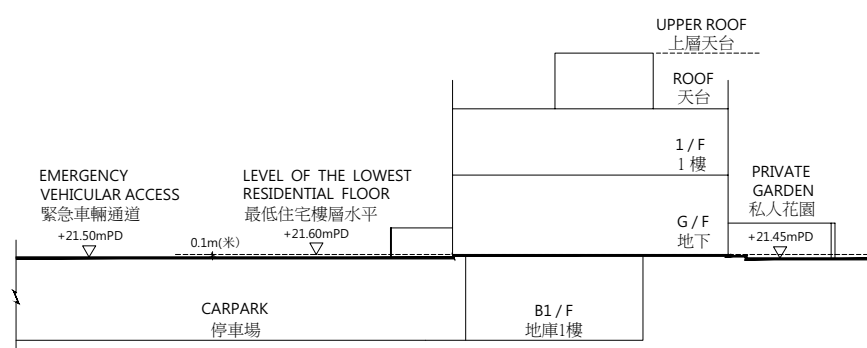 UPPER ROOF
上層天台
ROOF
天台
1 / F
1 樓
EMERGENCY
VEHICULAR ACCESS
緊急車輛通道
+21.50mPD
0.1m(米)
LEVEL OF THE LOWEST
RESIDENTIAL FLOOR
最低住宅樓層水平
+21.60mPD
G / F
地下
PRIVATE
GARDEN
私人花園
+21.45mPD
CARPARK
停車場
B1 / F
地庫1樓